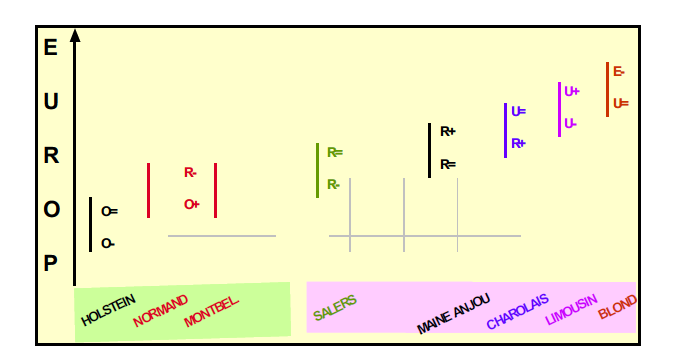 E
U
R
O
P
E-
U=
U+
U-
U=
R+
R+
R=
R=
R-
R-
O+
O=
O-
HOLSTEIN
NORMAND
MONTBEL.
SALERS
MAINE ANJOU
CHAROLAIS
LIMOUSIN
BLOND